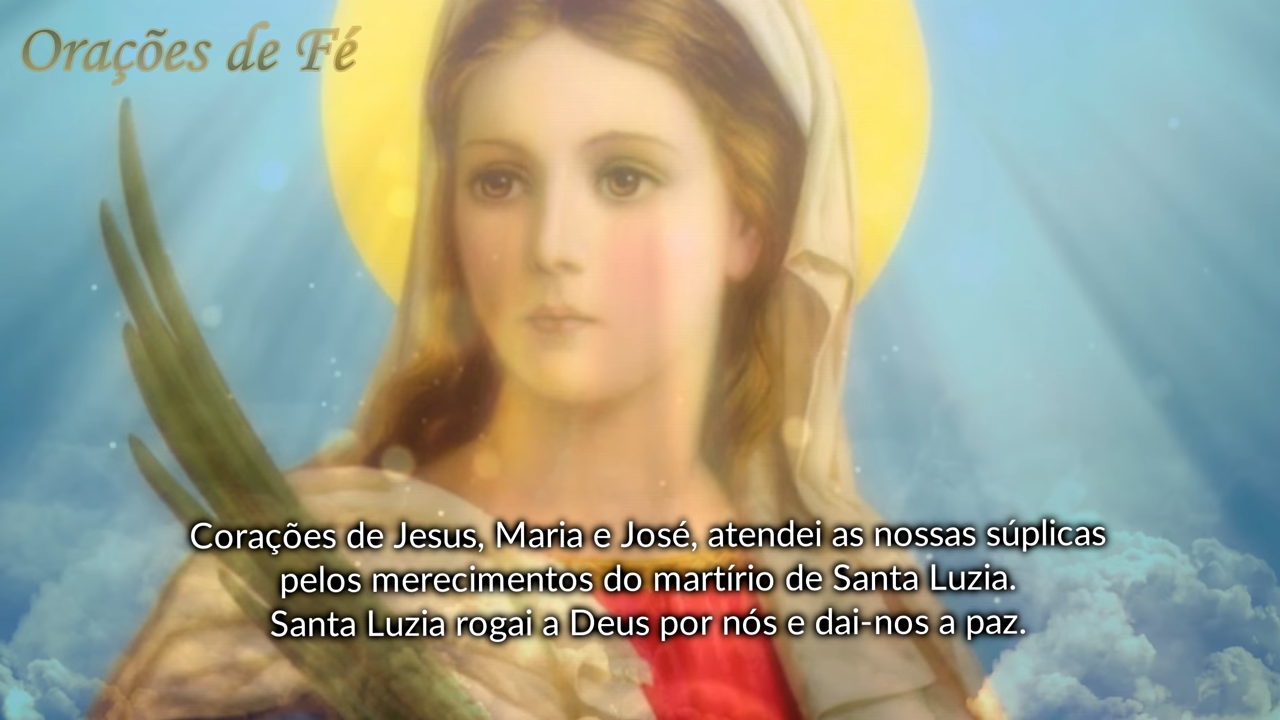 Orações de Fé
Corações de Jesus, Maria e José, atendei as nossas súplicas
pelos merecimentos do martírio de Santa Luzia.
Santa Luzia rogai a Deus por nós e dai-nos a paz.